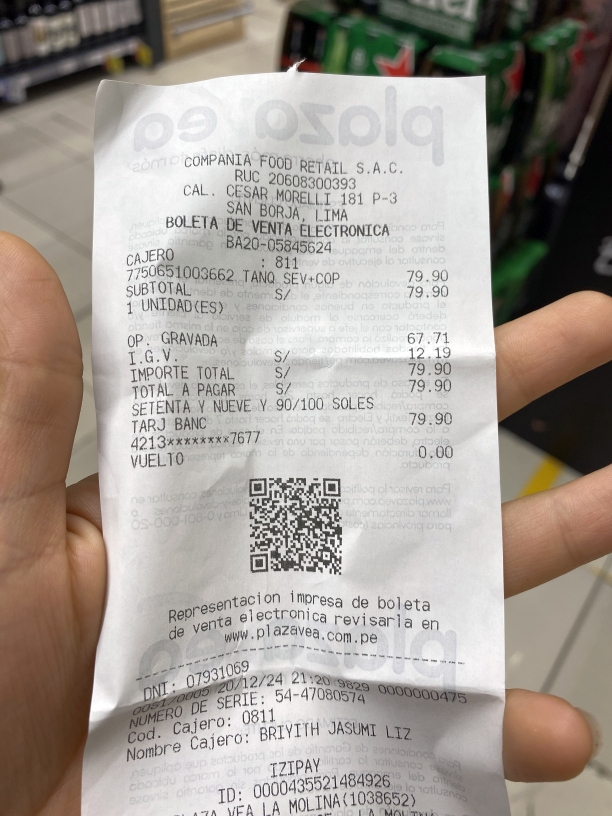 COMPANIA FOOD RETAIL S.A.C.
RUC 20608300393
CAL. CESAR MORELLI 181 P-3
SAN BORJA, LIMA
BOLETA DE VENTA ELECTRONICA
BA20-05845624
CAJERO : 811
7750651003662 TANQ SEV+COP 79.90
SUBTOTAL S/ 79.90
1 UNIDAD(ES)
OP. GRAVADA 67.71
I.G.V. S/ 12.19
IMPORTE TOTAL S/ 79.90
TOTAL A PAGAR S/ 79.90
SETENTA Y NUEVE Y 90/100 SOLES
TARJ BANC 79.90
4213********7677
VUELTO 0.00
Representacion impresa de boleta
de venta electronica revisarla en
www.plazavea.com.pe
DNI: 07931069
0081/0005 20/12/24 21:20 9829 0000000475
NUMERO DE SERIE: 54-47080574
Cod. Cajero: 0811
Nombre Cajero: BRIYITH JASUMI LIZ
IZIPAY
ID: 0000435521484926
PLAZA VEA LA MOLINA(1038652)